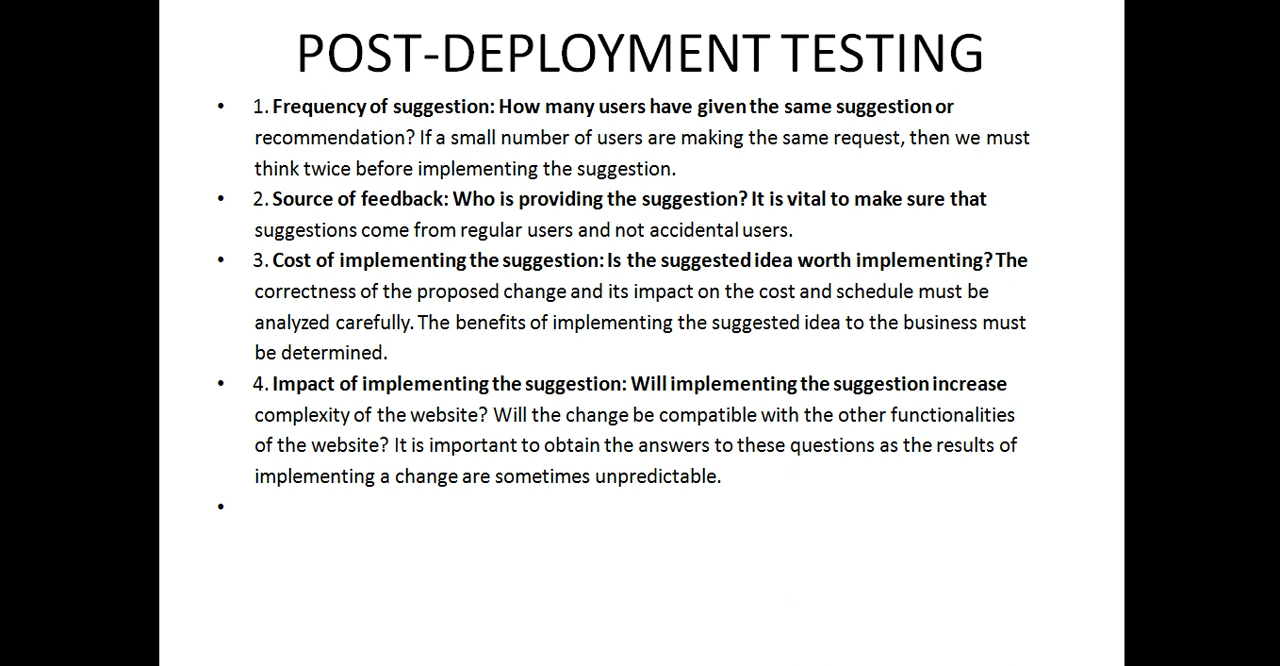 POST-DEPLOYMENT TESTING
• 1. Frequency of suggestion: How many users have given the same suggestion or
recommendation? If a small number of users are making the same request, then we must
think twice before implementing the suggestion.
• 2. Source of feedback: Who is providing the suggestion? It is vital to make sure that
suggestions come from regular users and not accidental users.
• 3. Cost of implementing the suggestion: Is the suggested idea worth implementing? The
correctness of the proposed change and its impact on the cost and schedule must be
analyzed carefully. The benefits of implementing the suggested idea to the business must
be determined.
• 4. Impact of implementing the suggestion: Will implementing the suggestion increase
complexity of the website? Will the change be compatible with the other functionalities
of the website? It is important to obtain the answers to these questions as the results of
implementing a change are sometimes unpredictable.
•